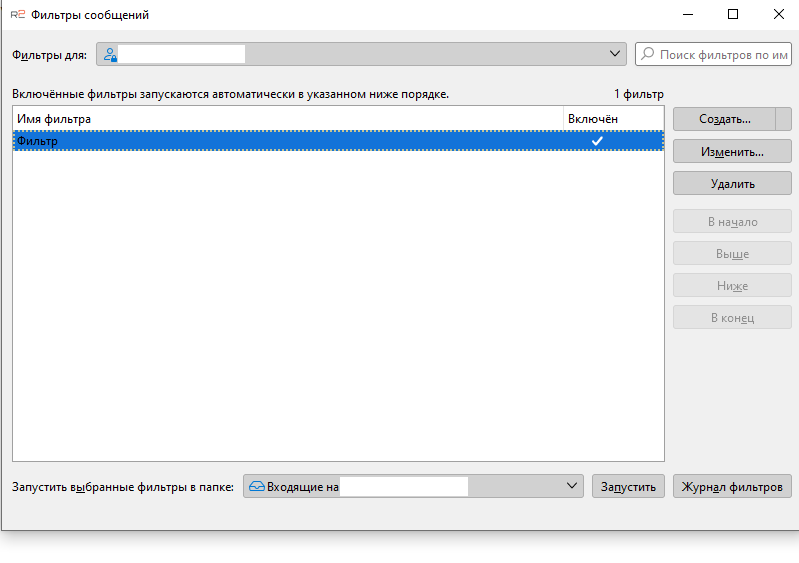 R2 Фильтры сообщений
Фильтры для:
Поиск фильтров по им
Включённые фильтры запускаются автоматически в указанном ниже порядке.
1 фильтр
Имя фильтра
Включён
Фильтр
Создать...
Изменить...
Удалить
В начало
Выше
Ниже
В конец
Запустить выбранные фильтры в папке:
Входящие на
Запустить
Журнал фильтров